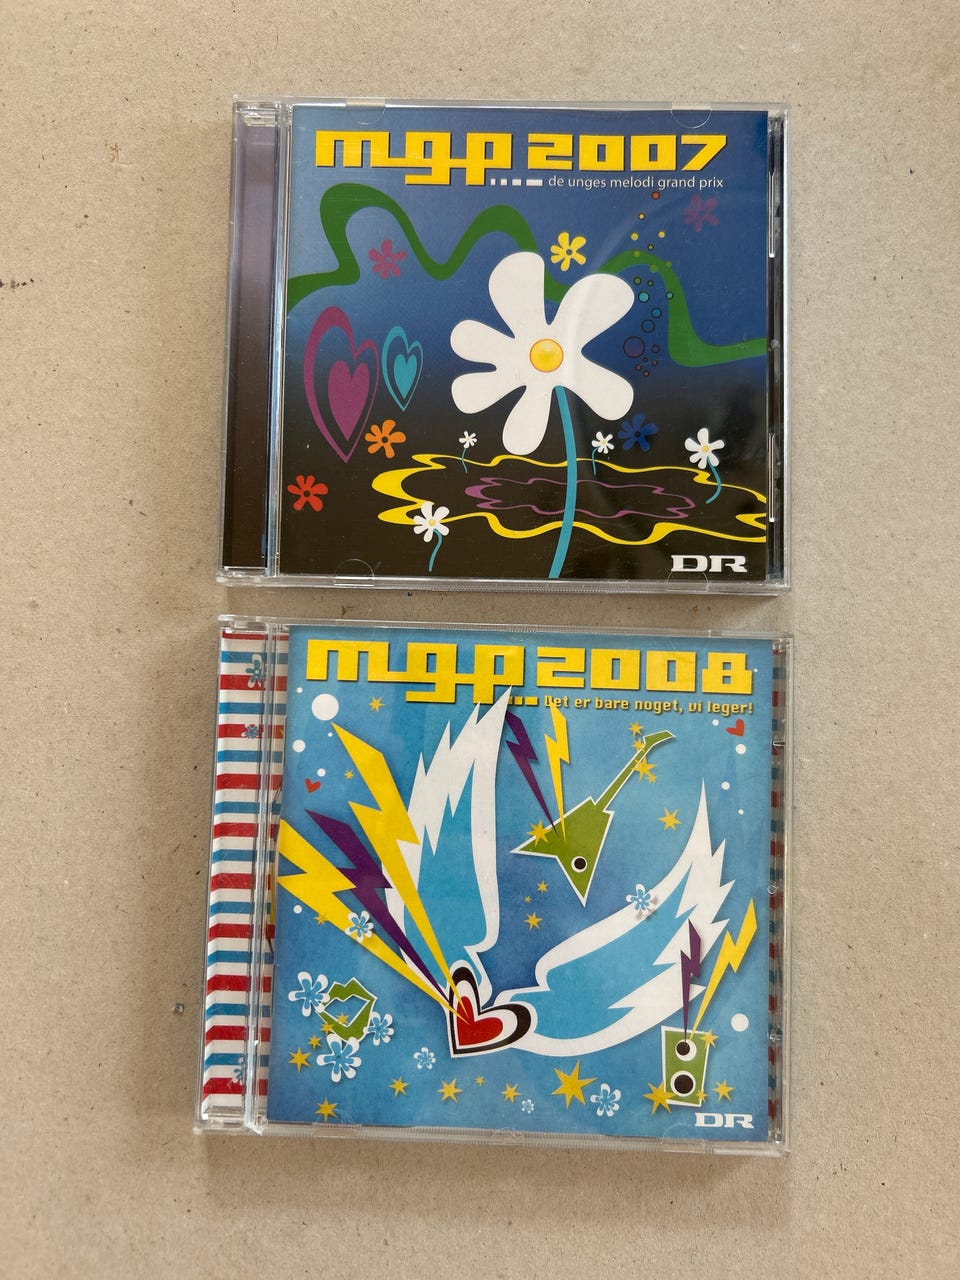 mgp 2007
de unges melodi grand prix
DR
mgp 2008
Det er bare noget, vi leger!
DR